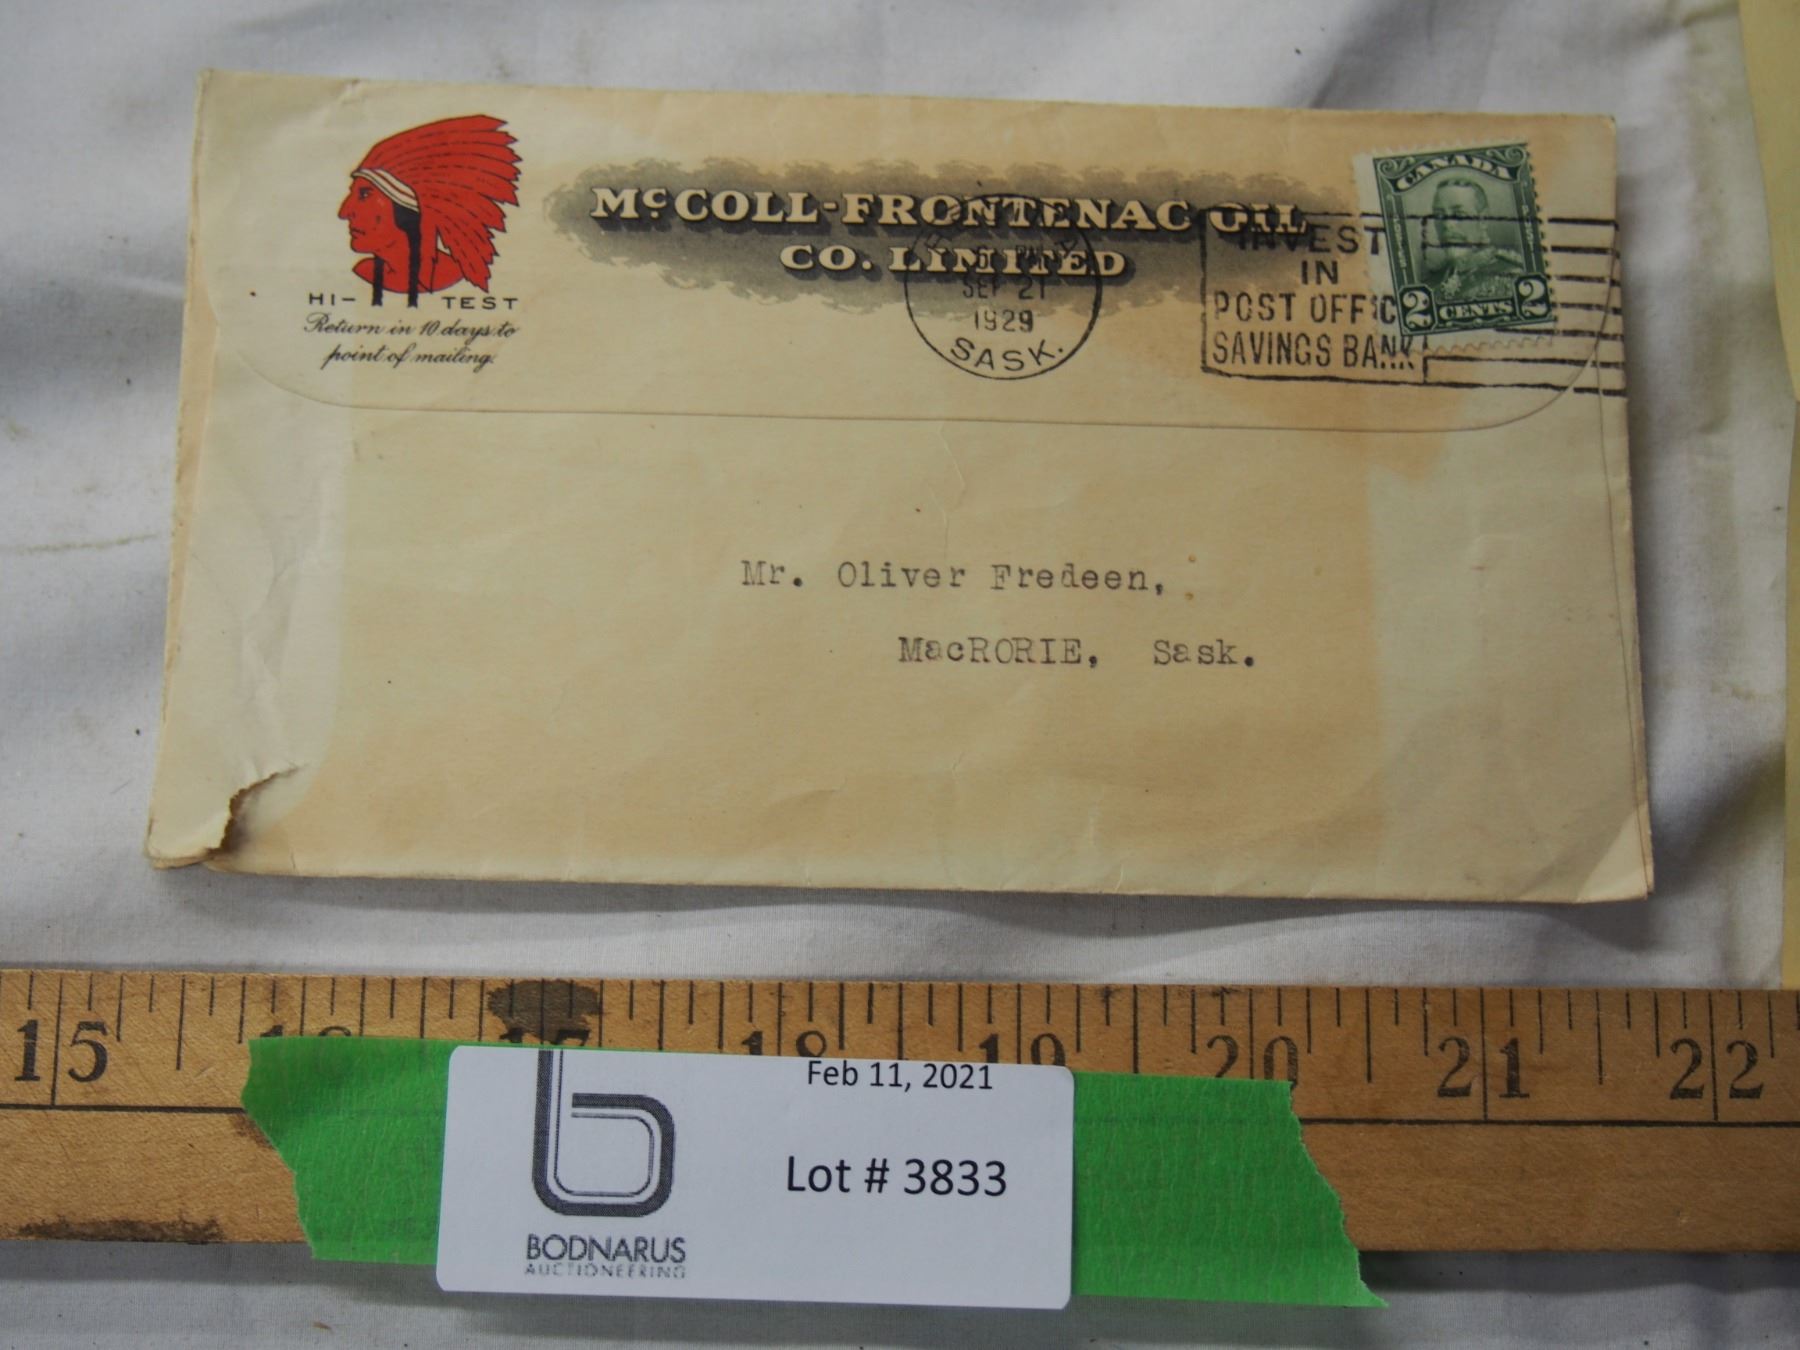 McCOLL-FRONTENAC OIL
CO. LIMITED
HI-TEST
Return in 10 days to
point of mailing.
SEP 21
1929
SASK.
INVEST
IN
POST OFFIC
SAVINGS BANK
CANADA
2 CENTS 2
Mr. Oliver Fredeen,
MacRORIE, Sask.
15 16 17 18 19 20 21 22
Feb 11, 2021
Lot # 3833
BODNARUS
AUCTIONEERING